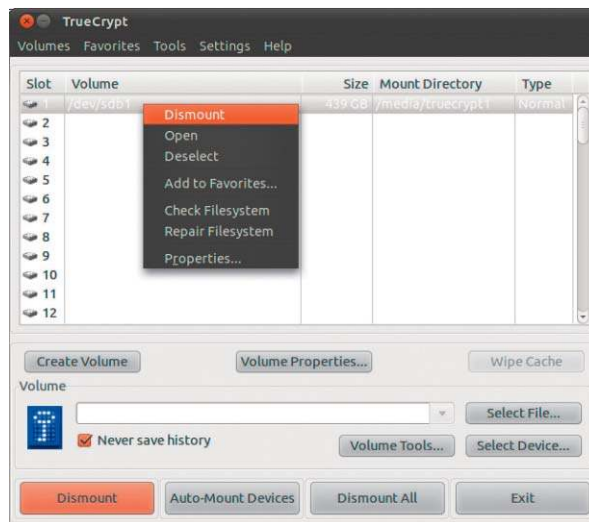 TrueCrypt
Volumes Favorites Tools Settings Help
Slot Volume Size Mount Directory Type
1 /dev/sdb1 439 GB /media/truecrypt1 Normal
Dismount
2
Open
3
Deselect
4
5
Add to Favorites...
6
Check Filesystem
7
Repair Filesystem
8
9
Properties...
10
11
12
Create Volume Volume Properties... Wipe Cache
Volume
Select File...
Never save history Volume Tools... Select Device...
Dismount Auto-Mount Devices Dismount All Exit